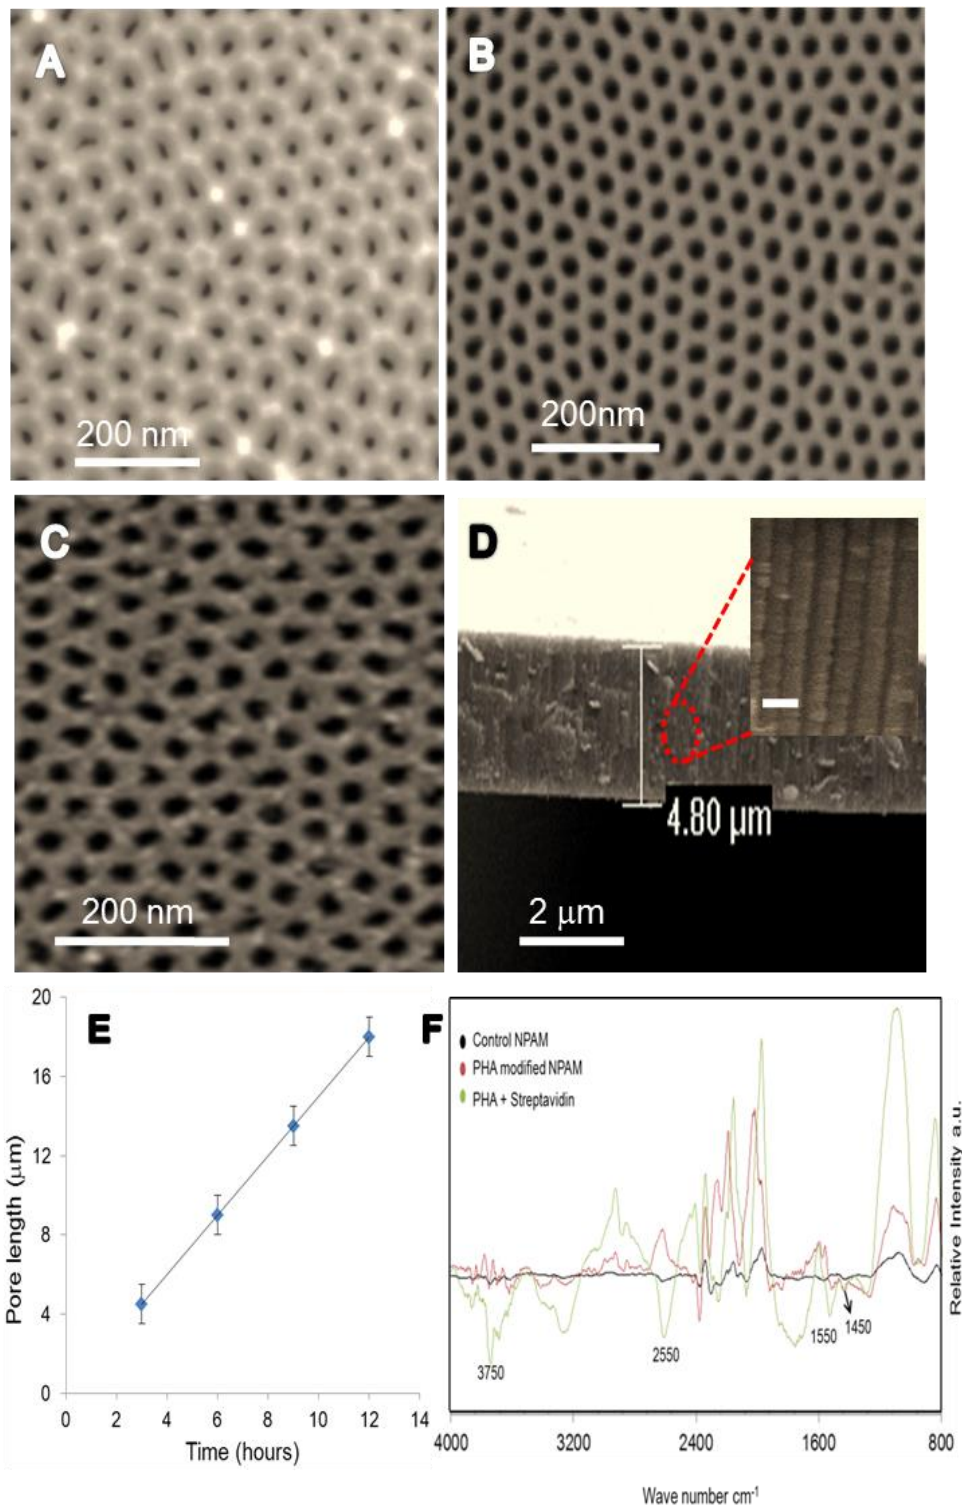 A
B
200 nm
200nm
C
D
4.80 μm
200 nm
2 μm
E
20
16
12
8
4
0
Pore length (μm)
0 2 4 6 8 10 12 14
Time (hours)
F
Control NPAM
PHA modified NPAM
PHA + Streptavidin
3750
2550
1550
1450
4000 3200 2400 1600 800
Wave number cm-1
Relative Intensity a.u.